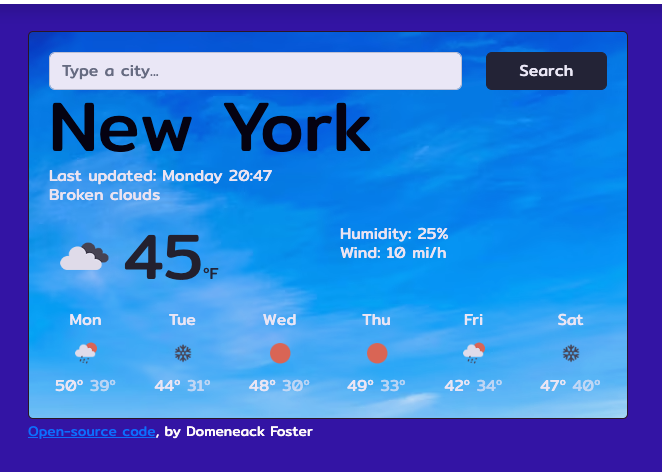 Type a city...
Search
New York
Last updated: Monday 20:47
Broken clouds
Humidity: 25%
Wind: 10 mi/h
45°F
Mon Tue Wed Thu Fri Sat
50° 39° 44° 31° 48° 30° 49° 33° 42° 34° 47° 40°
Open-source code, by Domeneack Foster